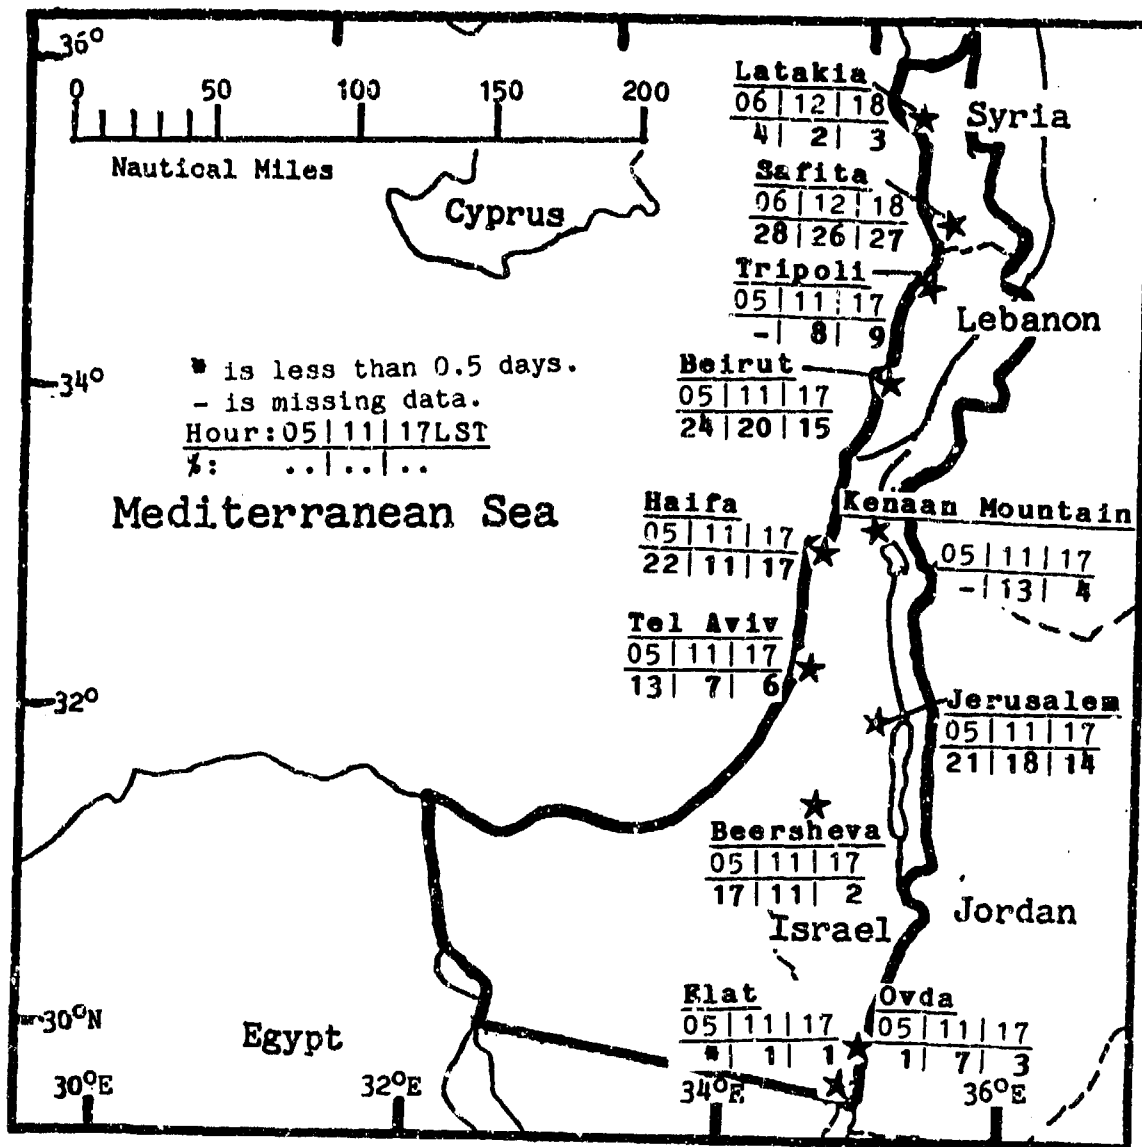 36°
0 50 100 150 200
Nautical Miles
Cyprus
Latakia
06|12|18
4| 2| 3
Syria
Safita
06|12|18
28|26|27
Tripoli
05|11|17
-| 8| 9
Lebanon
* is less than 0.5 days.
- is missing data.
Hour:05|11|17LST
%: ..|..|..
34°
Beirut
05|11|17
24|20|15
Mediterranean Sea
Haifa
05|11|17
22|11|17
Kenaan Mountain
05|11|17
-|13| 4
Tel Aviv
05|11|17
13| 7| 6
32°
Jerusalem
05|11|17
21|18|14
Beersheva
05|11|17
17|11| 2
Israel
Jordan
30°N
Egypt
Elat
05|11|17
*| 1| 1
Ovda
05|11|17
1| 7| 3
30°E 32°E 34°E 36°E